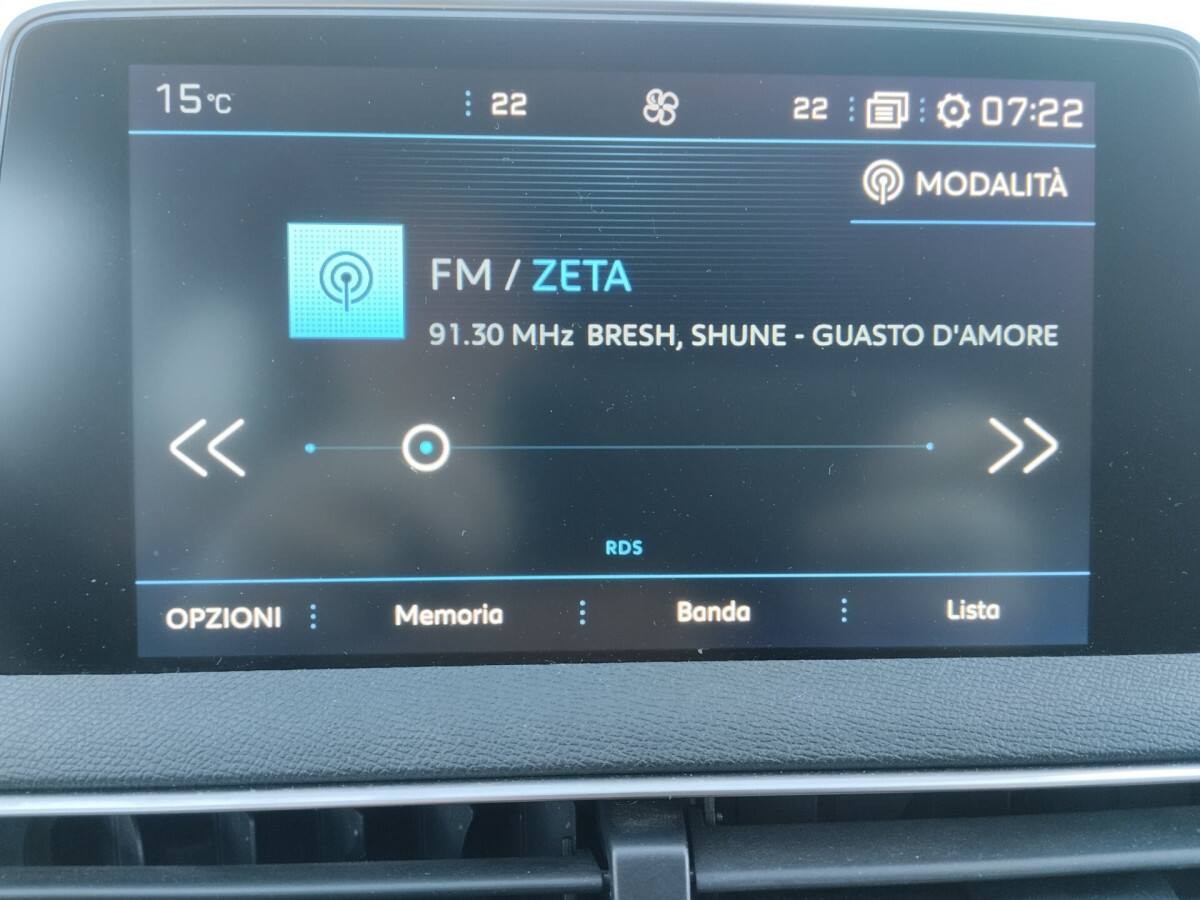 15°C 22 22 07:22
MODALITÀ
FM / ZETA
91.30 MHz BRESH, SHUNE - GUASTO D'AMORE
RDS
OPZIONI Memoria Banda Lista